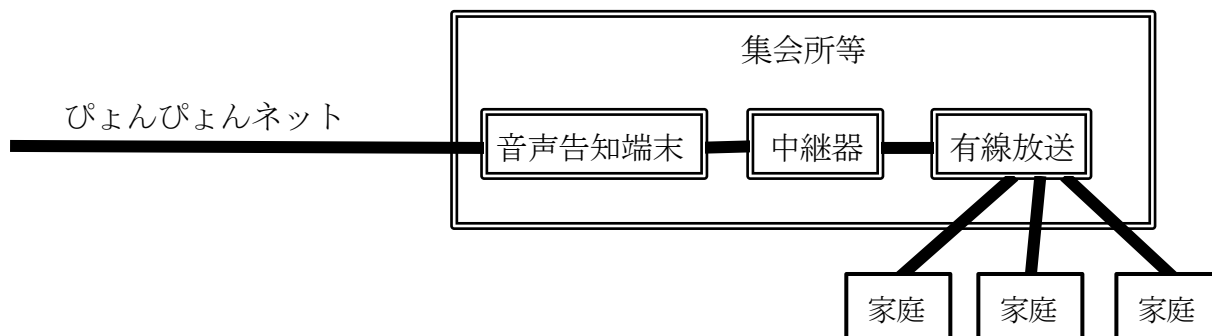 集会所等
ぴょんぴょんネット
音声告知端末
中継器
有線放送
家庭
家庭
家庭